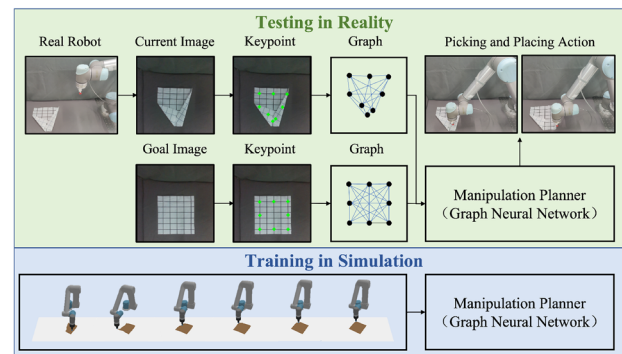 Testing in Reality
Real Robot
Current Image
Keypoint
Graph
Picking and Placing Action
Goal Image
Keypoint
Graph
Manipulation Planner
（Graph Neural Network）
Training in Simulation
Manipulation Planner
（Graph Neural Network）